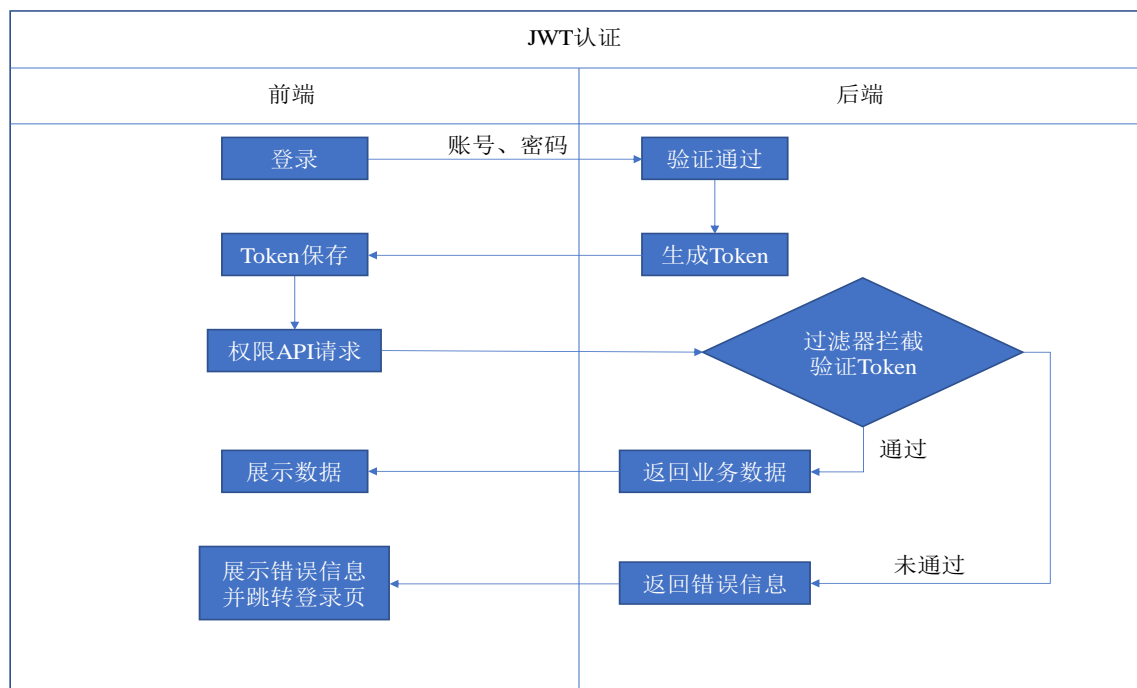 JWT认证
前端
后端
登录
账号、密码
验证通过
Token保存
生成Token
权限API请求
过滤器拦截
验证Token
通过
展示数据
返回业务数据
未通过
展示错误信息
并跳转登录页
返回错误信息